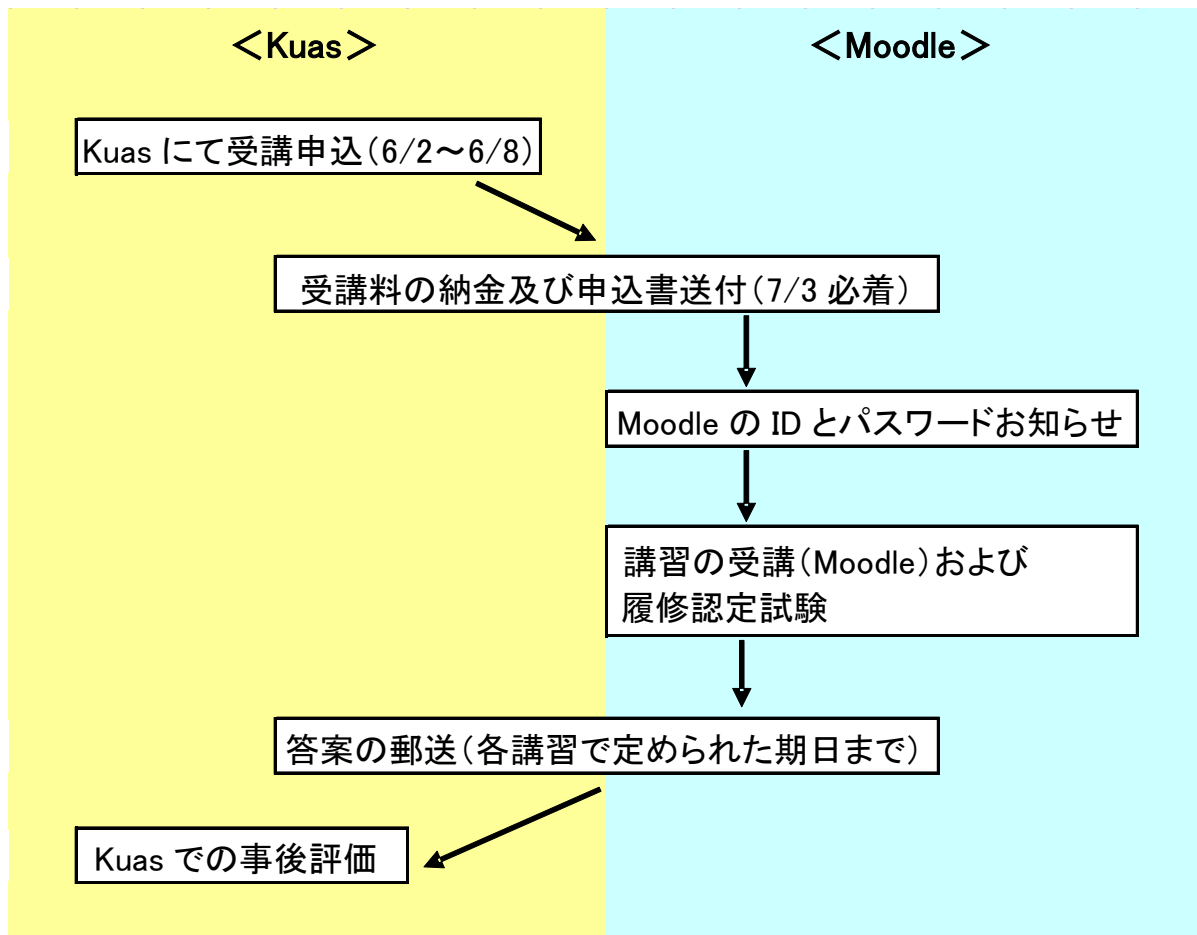 ＜Kuas＞
＜Moodle＞
Kuas にて受講申込（6/2～6/8）
受講料の納金及び申込書送付（7/3 必着）
Moodle の ID とパスワードお知らせ
講習の受講（Moodle）および
履修認定試験
答案の郵送（各講習で定められた期日まで）
Kuas での事後評価